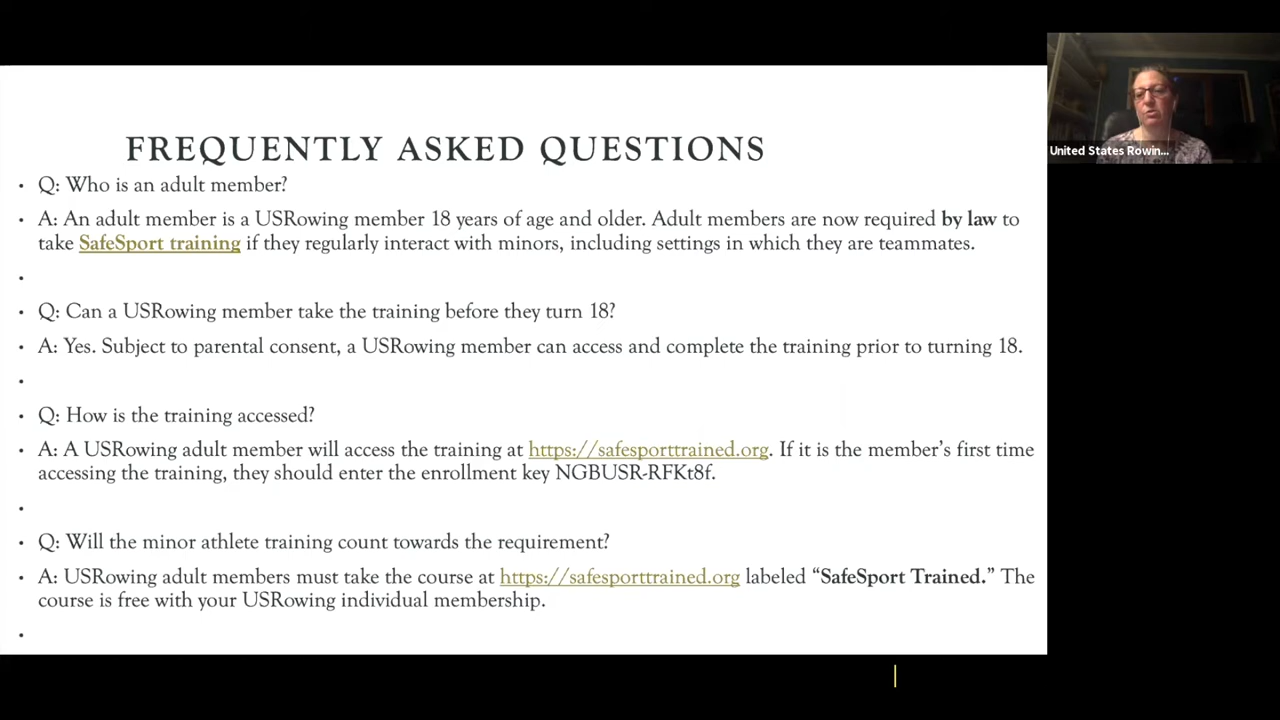 FREQUENTLY ASKED QUESTIONS
• Q: Who is an adult member?
• A: An adult member is a USRowing member 18 years of age and older. Adult members are now required by law to
take SafeSport training if they regularly interact with minors, including settings in which they are teammates.
•
• Q: Can a USRowing member take the training before they turn 18?
• A: Yes. Subject to parental consent, a USRowing member can access and complete the training prior to turning 18.
•
• Q: How is the training accessed?
• A: A USRowing adult member will access the training at https://safesporttrained.org. If it is the member’s first time
accessing the training, they should enter the enrollment key NGBUSR-RFKt8f.
•
• Q: Will the minor athlete training count towards the requirement?
• A: USRowing adult members must take the course at https://safesporttrained.org labeled “SafeSport Trained.” The
course is free with your USRowing individual membership.
•
United States Rowin...